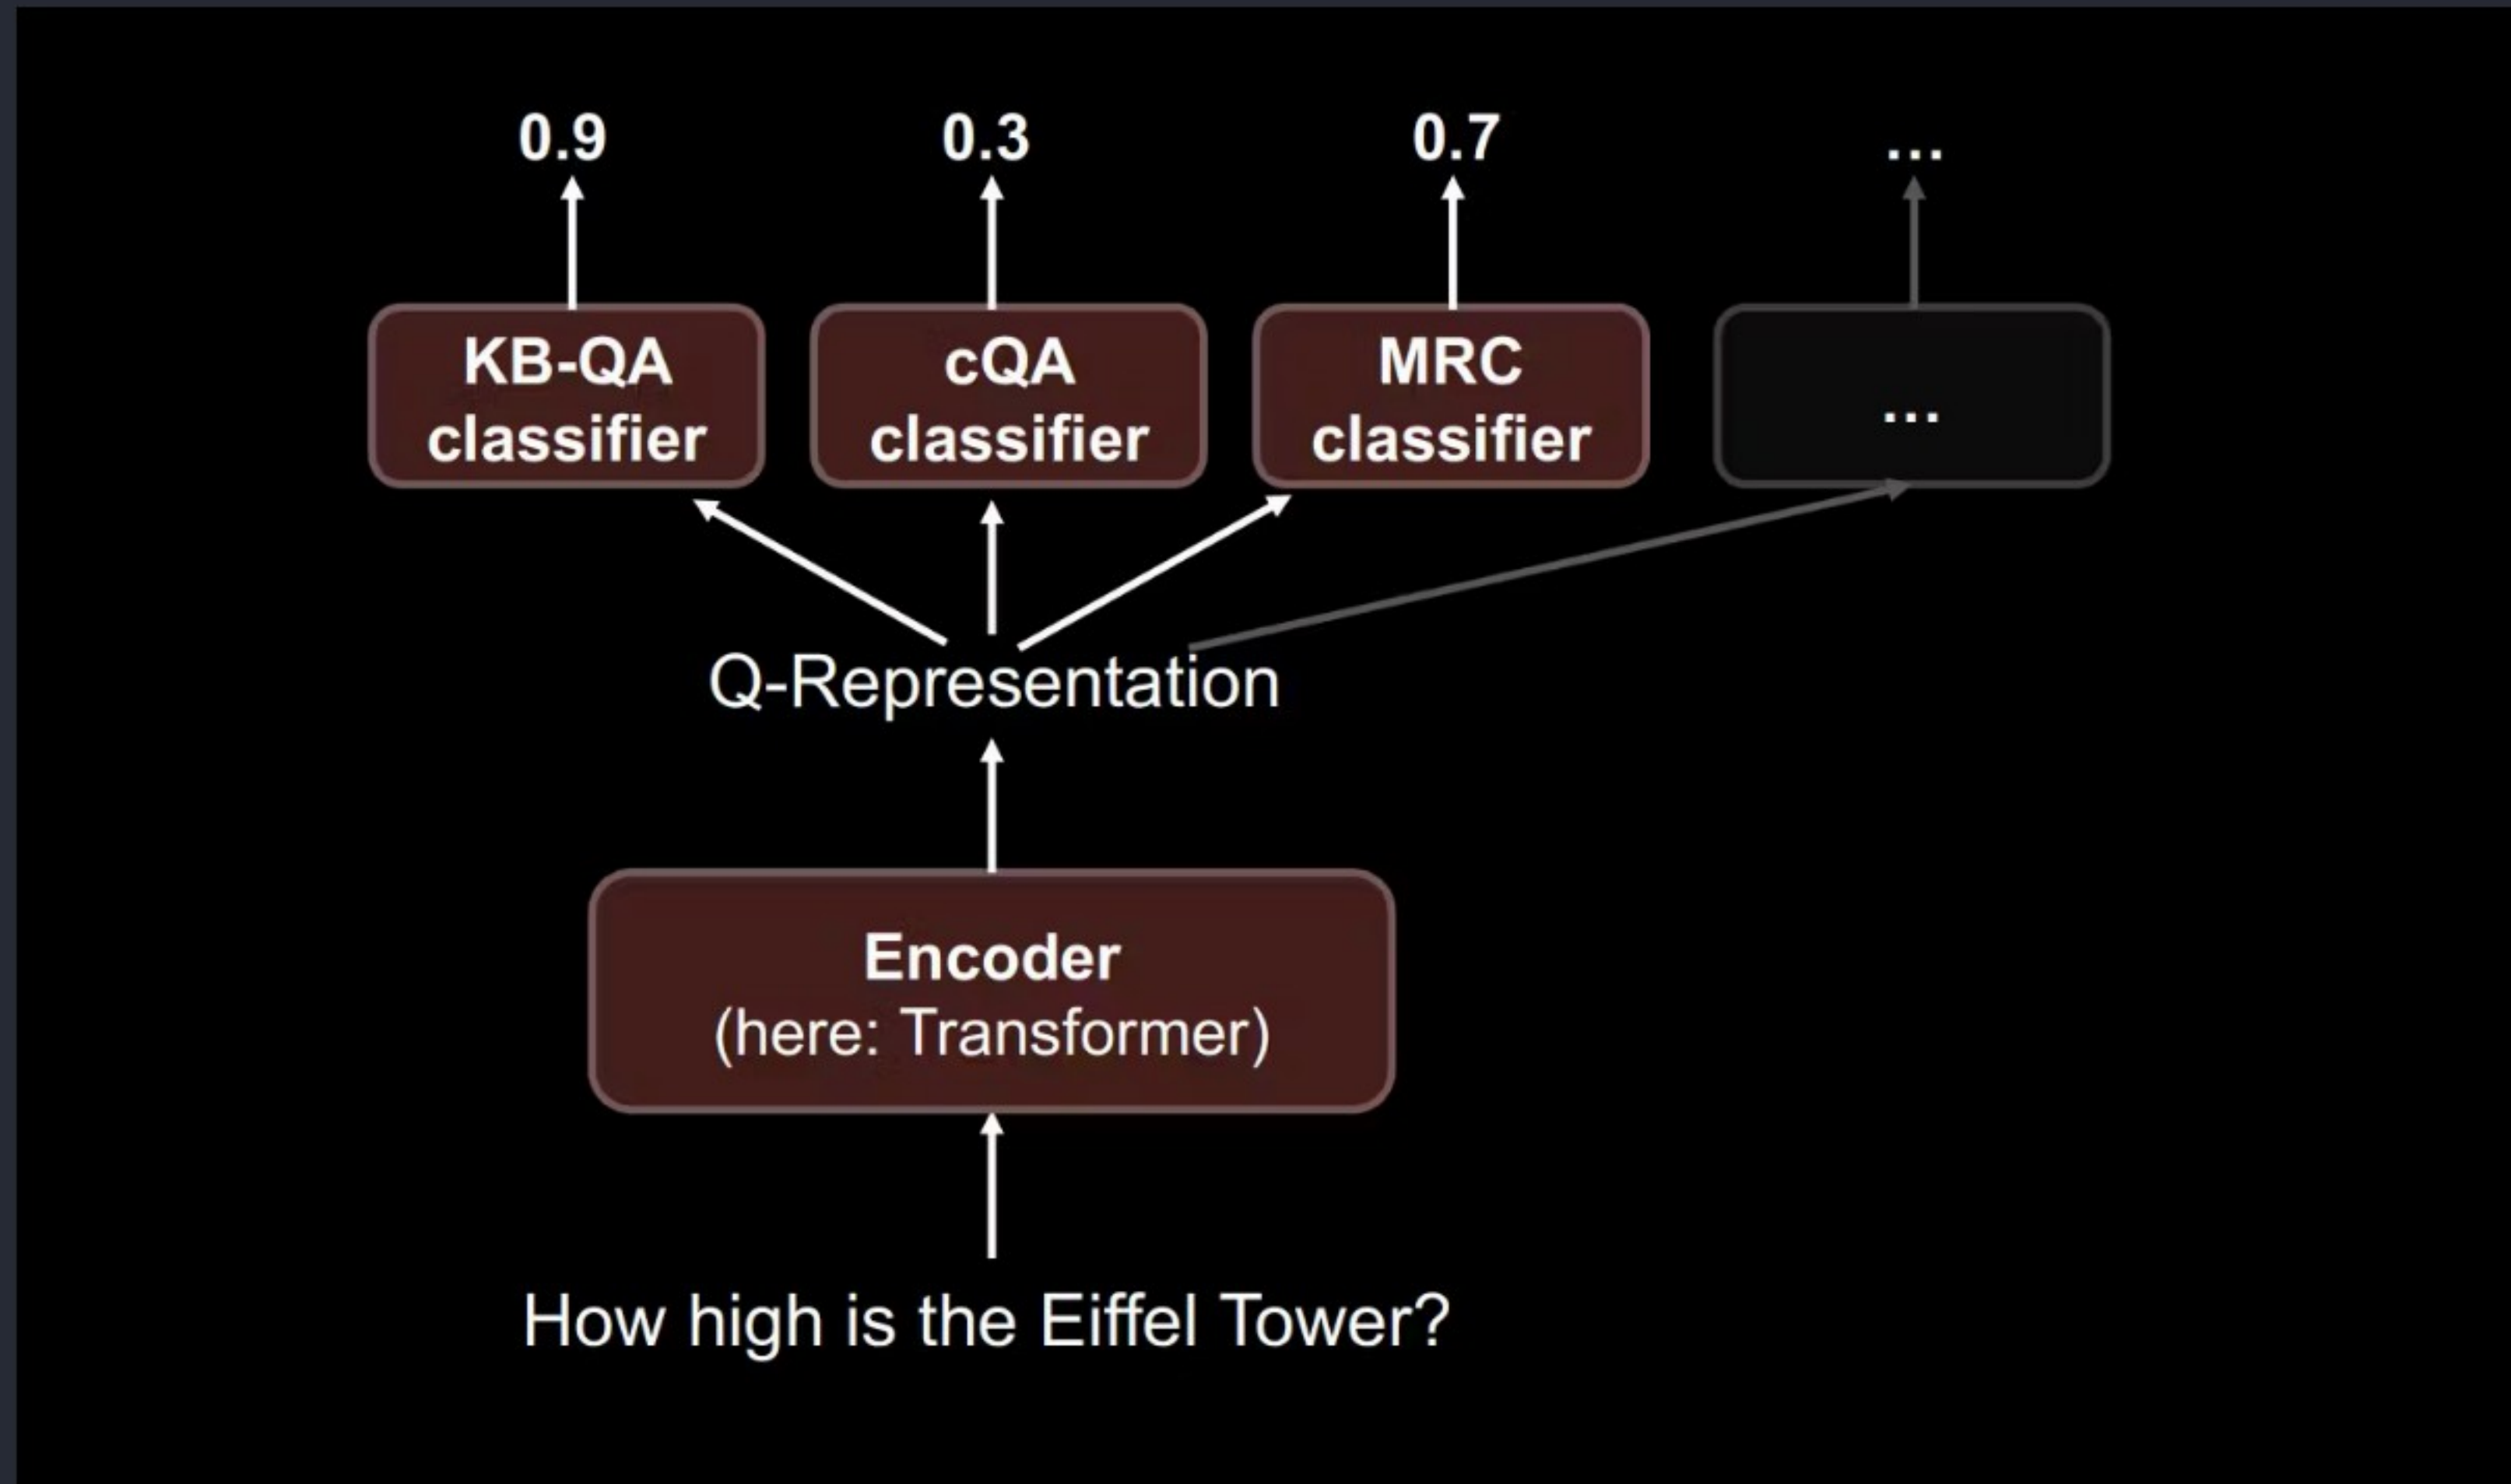 0.9 0.3 0.7 ...
KB-QA classifier
cQA classifier
MRC classifier
...
Q-Representation
Encoder
(here: Transformer)
How high is the Eiffel Tower?